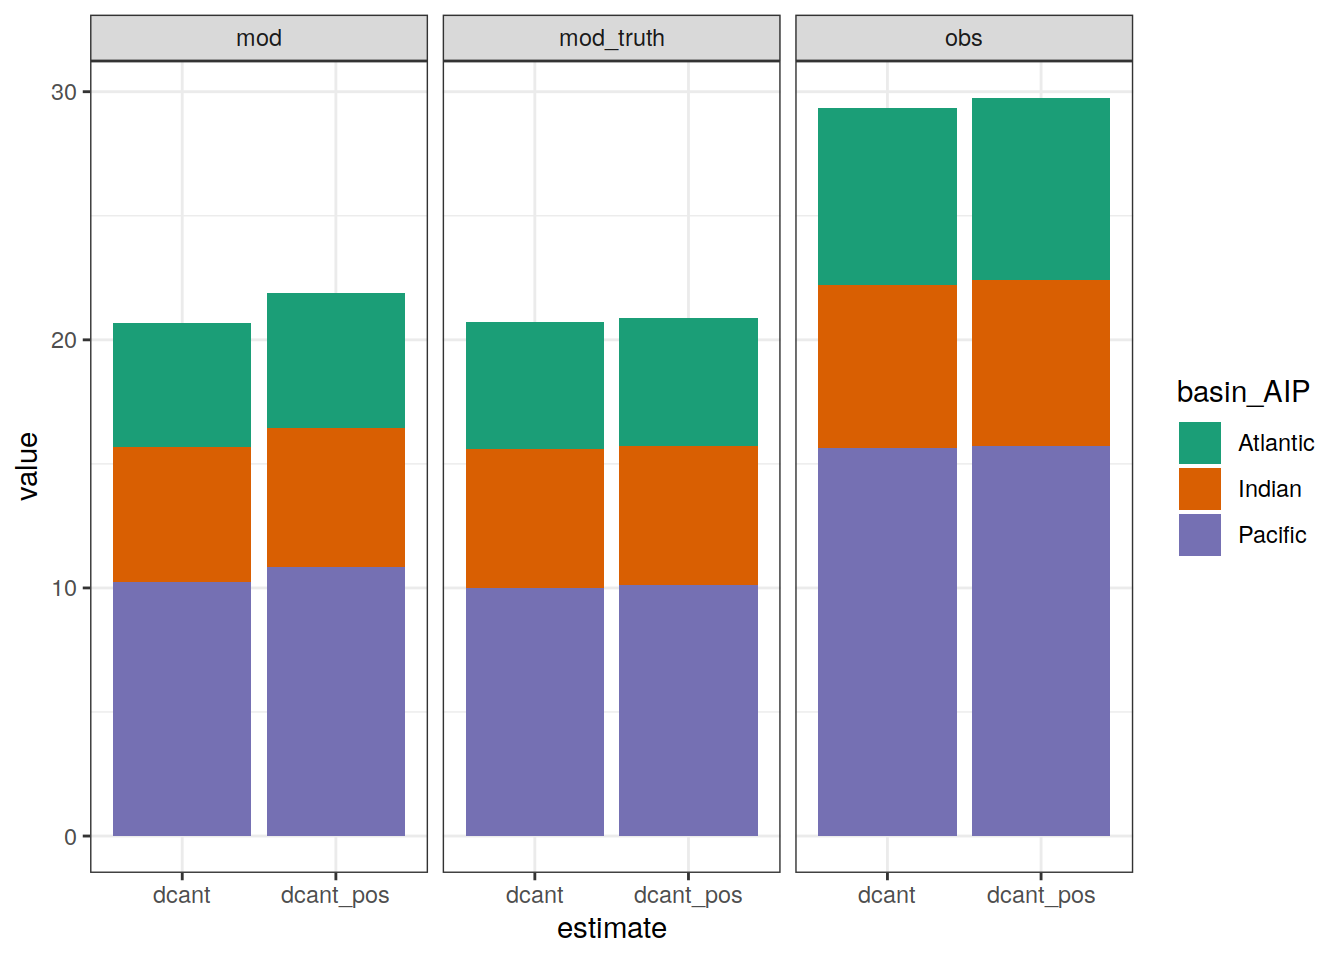 mod mod_truth obs
30
20
10
0
value
dcant dcant_pos dcant dcant_pos dcant dcant_pos
estimate
basin_AIP
Atlantic
Indian
Pacific